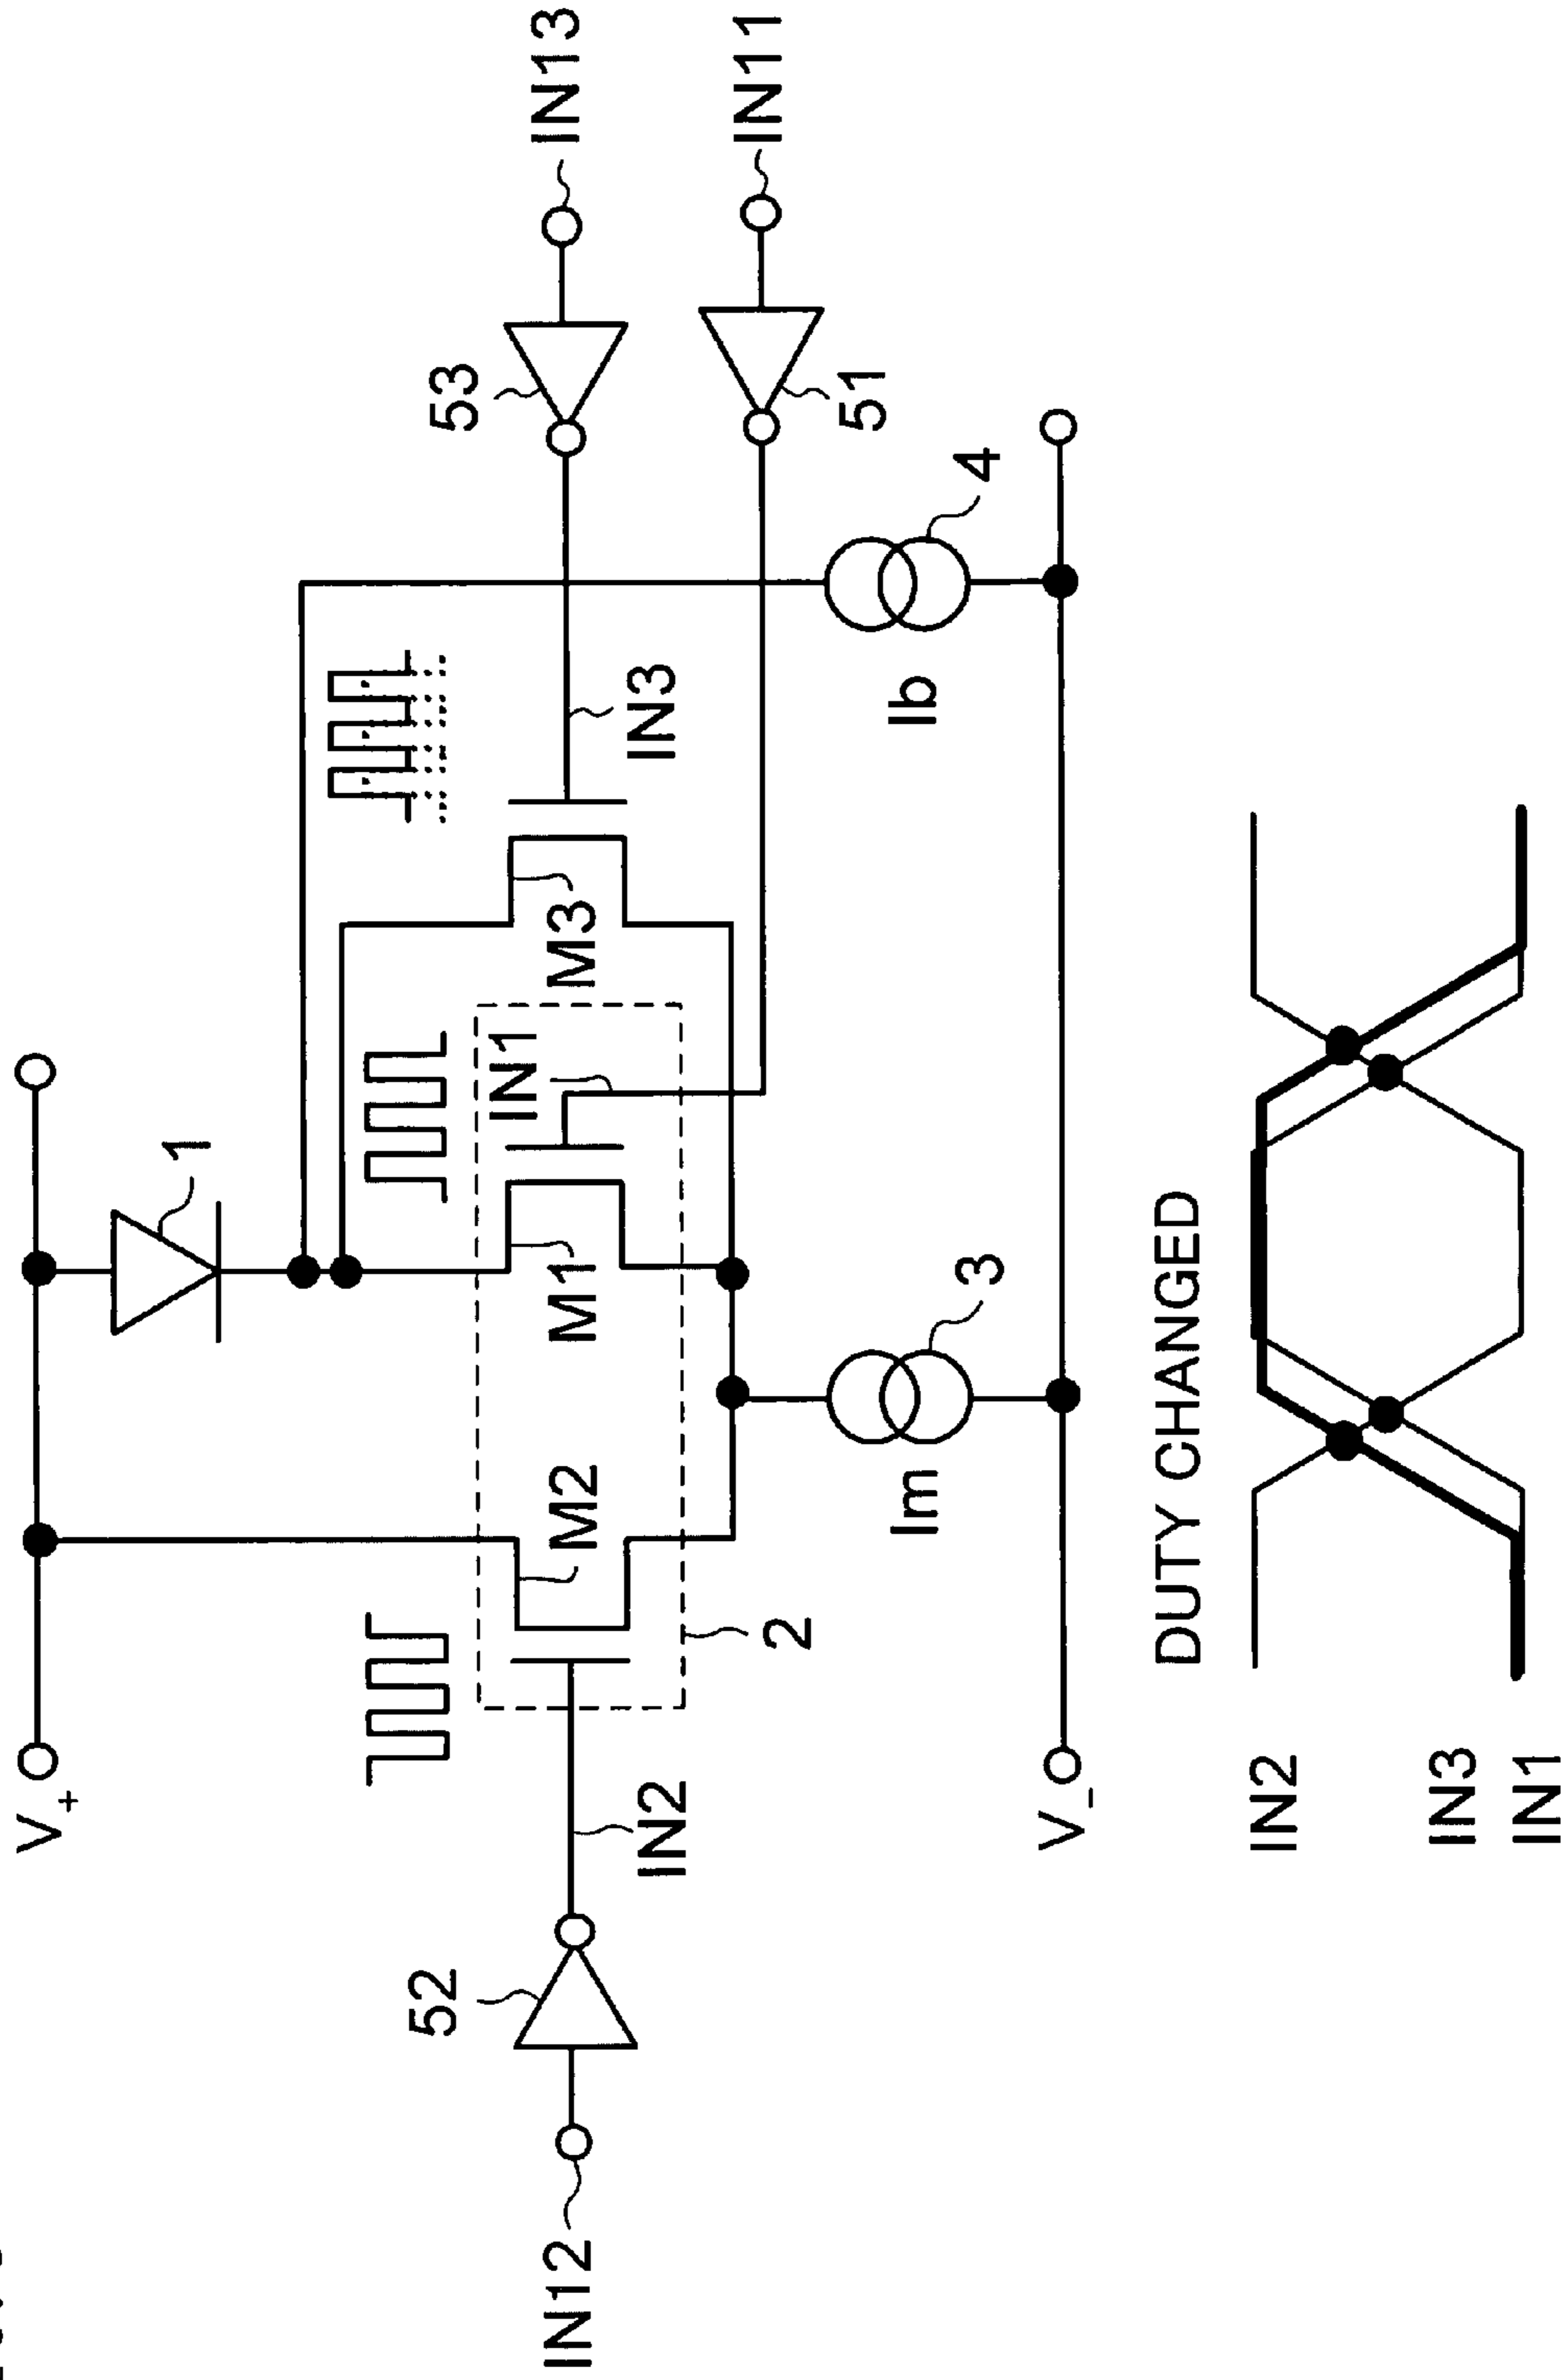 V+
1
52
IN12
IN2
M2
M1
IN1
M3
IN3
53
IN13
51
IN11
2
Im
3
Ib
4
V-
DUTY CHANGED
IN2
IN3
IN1